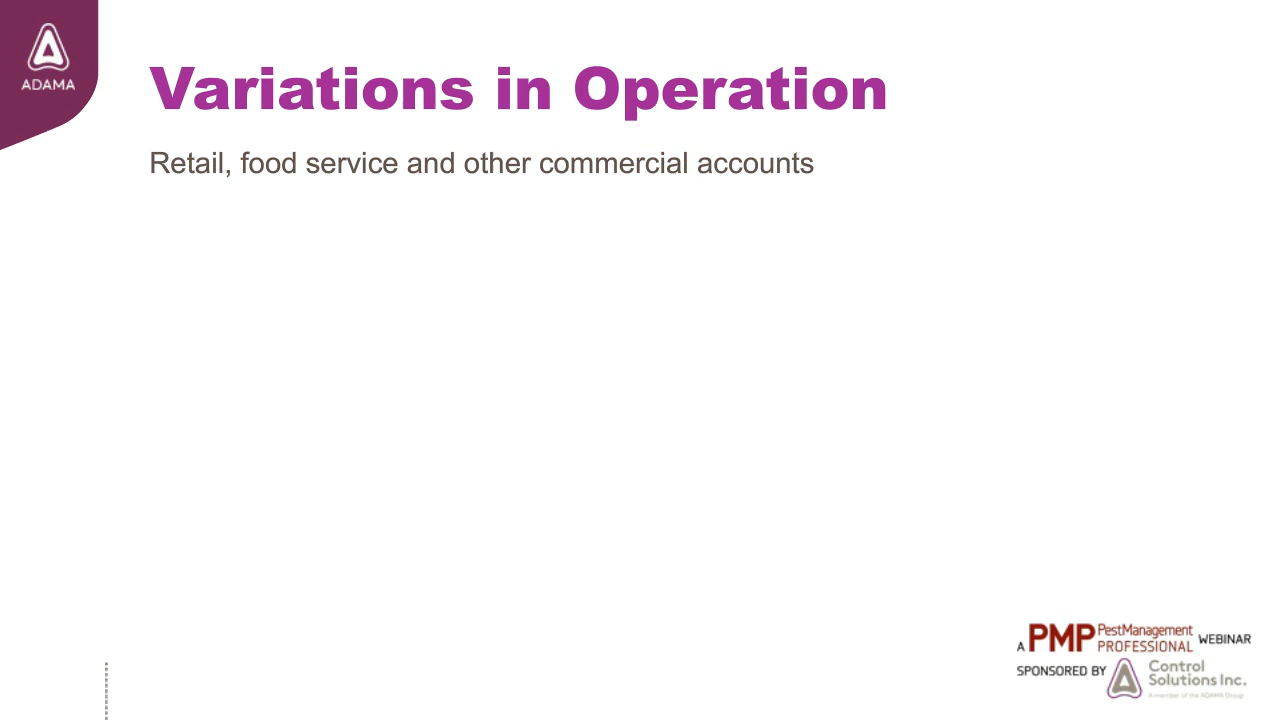 ADAMA
Variations in Operation
Retail, food service and other commercial accounts
A PMP PestManagement PROFESSIONAL WEBINAR
SPONSORED BY Control Solutions Inc.
A member of the ADAMA Group